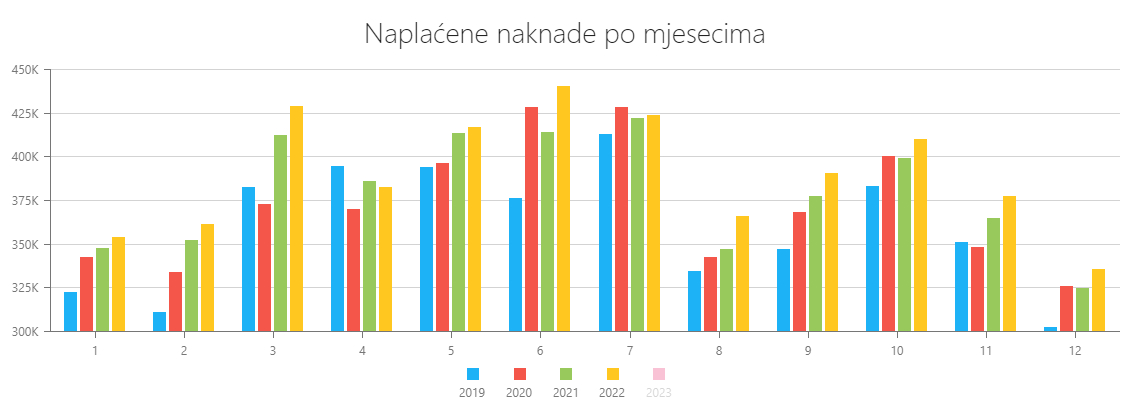 Naplaćene naknade po mjesecima
450K
425K
400K
375K
350K
325K
300K
1 2 3 4 5 6 7 8 9 10 11 12
2019 2020 2021 2022 2023